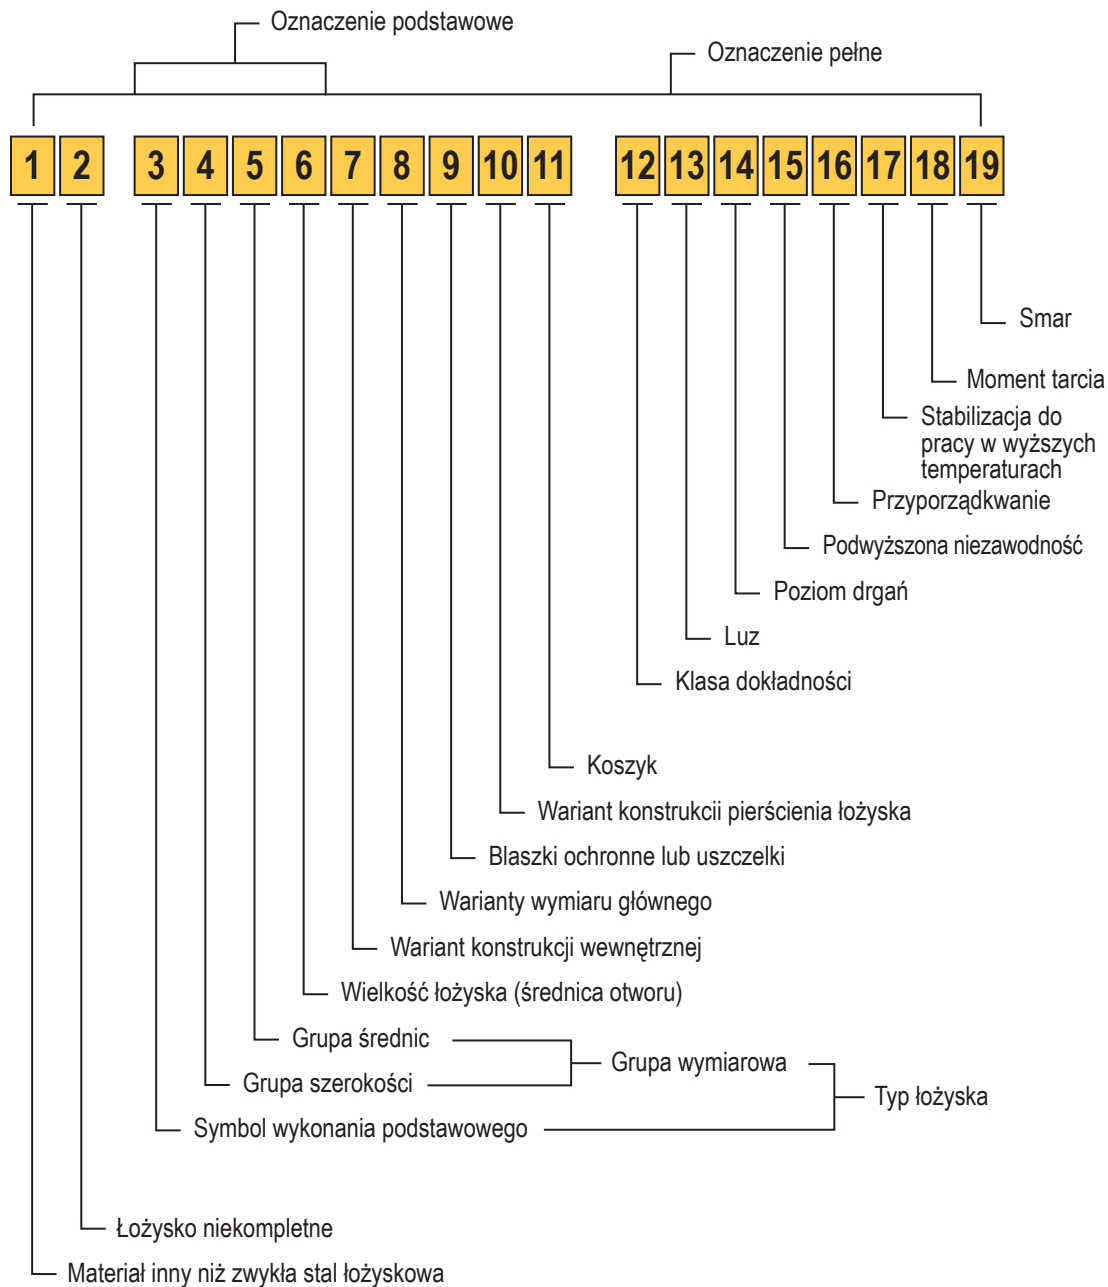 Oznaczenie podstawowe
Oznaczenie pełne
1 2 3 4 5 6 7 8 9 10 11 12 13 14 15 16 17 18 19
Smar
Moment tarcia
Stabilizacja do
pracy w wyższych
temperaturach
Przyporządkwanie
Podwyższona niezawodność
Poziom drgań
Luz
Klasa dokładności
Koszyk
Wariant konstrukcii pierścienia łożyska
Blaszki ochronne lub uszczelki
Warianty wymiaru głównego
Wariant konstrukcji wewnętrznej
Wielkość łożyska (średnica otworu)
Grupa średnic
Grupa wymiarowa
Grupa szerokości
Typ łożyska
Symbol wykonania podstawowego
Łożysko niekompletne
Materiał inny niż zwykła stal łożyskowa